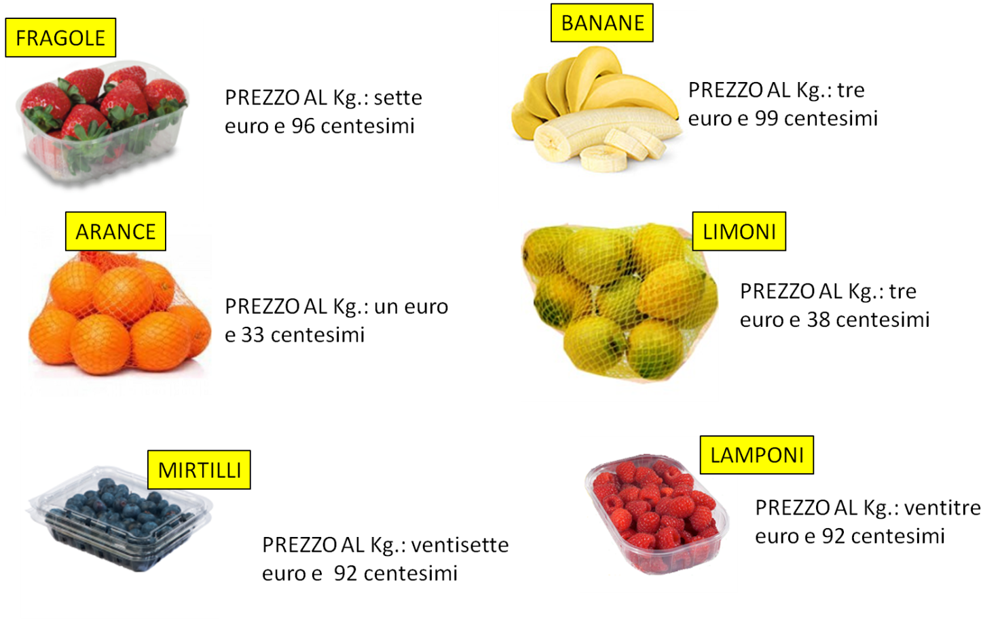 FRAGOLE
PREZZO AL Kg.: sette
euro e 96 centesimi
BANANE
PREZZO AL Kg.: tre
euro e 99 centesimi
ARANCE
PREZZO AL Kg.: un euro
e 33 centesimi
LIMONI
PREZZO AL Kg.: tre
euro e 38 centesimi
MIRTILLI
PREZZO AL Kg.: ventisette
euro e  92 centesimi
LAMPONI
PREZZO AL Kg.: ventitre
euro e 92 centesimi